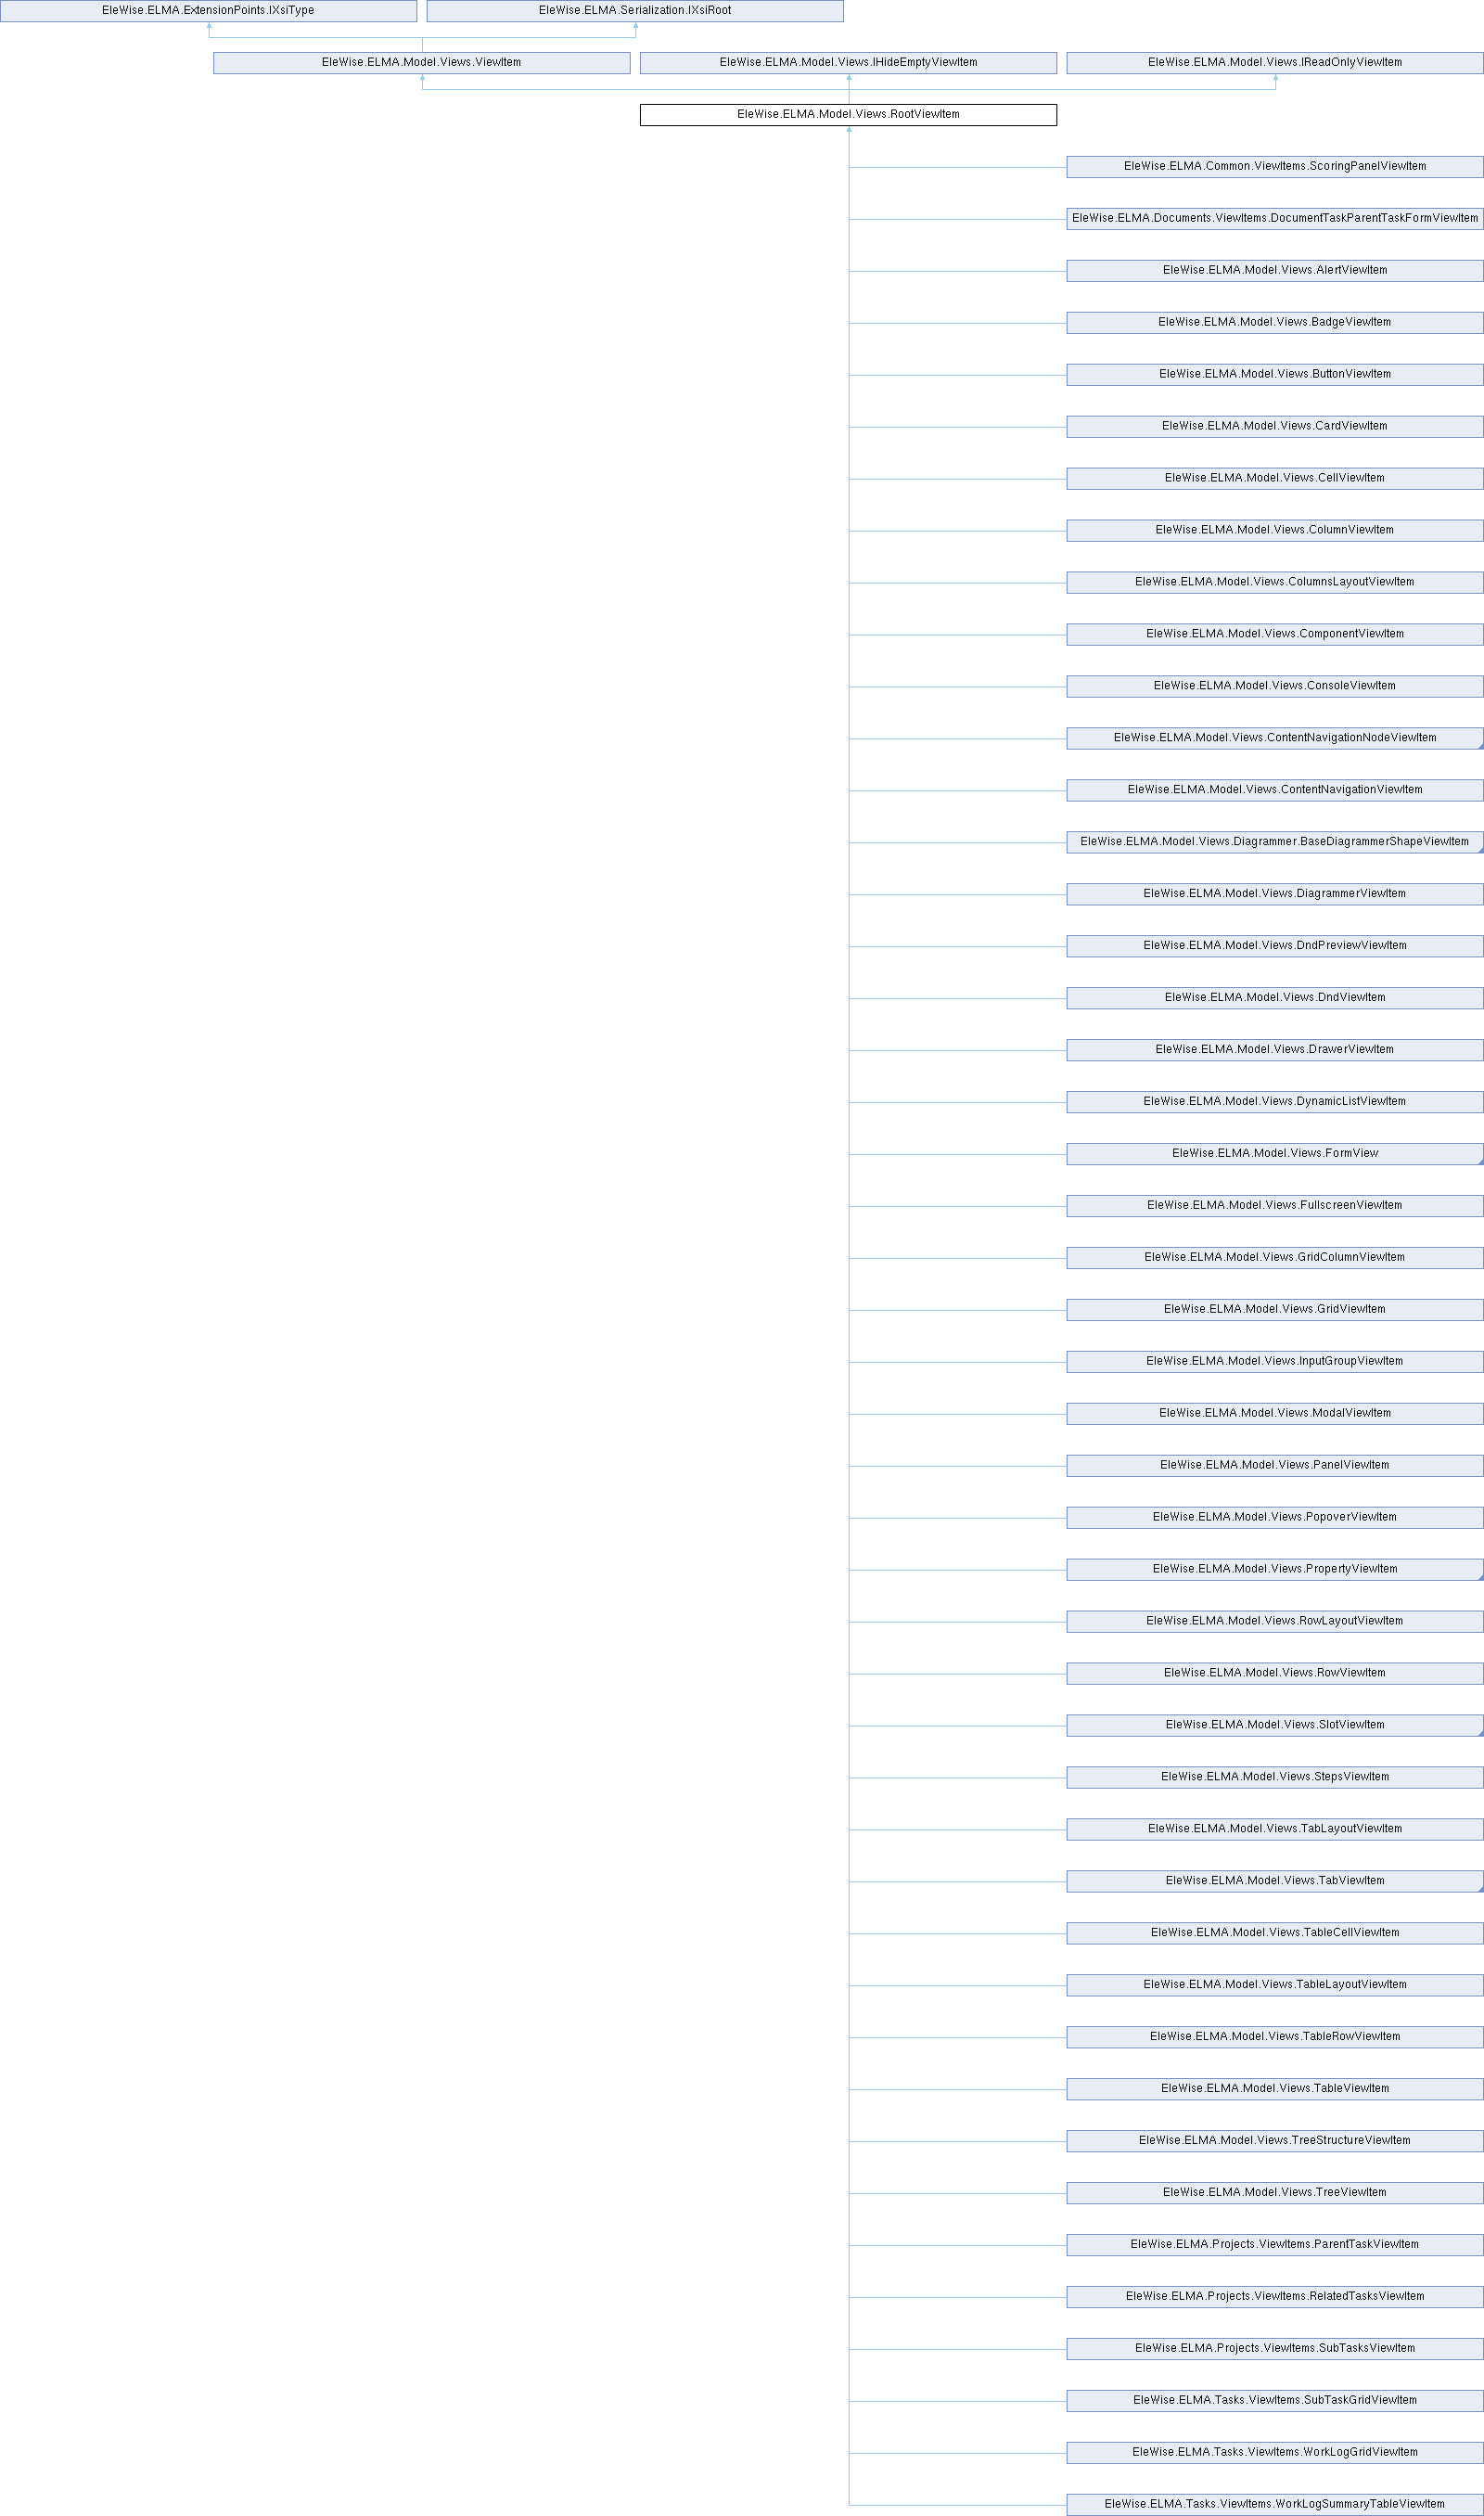 EleWise.ELMA.ExtensionPoints.IXsiType
EleWise.ELMA.Serialization.IXsiRoot
EleWise.ELMA.Model.Views.ViewItem
EleWise.ELMA.Model.Views.IHideEmptyViewItem
EleWise.ELMA.Model.Views.IReadOnlyViewItem
EleWise.ELMA.Model.Views.RootViewItem
EleWise.ELMA.Common.ViewItems.ScoringPanelViewItem
EleWise.ELMA.Documents.ViewItems.DocumentTaskParentTaskFormViewItem
EleWise.ELMA.Model.Views.AlertViewItem
EleWise.ELMA.Model.Views.BadgeViewItem
EleWise.ELMA.Model.Views.ButtonViewItem
EleWise.ELMA.Model.Views.CardViewItem
EleWise.ELMA.Model.Views.CellViewItem
EleWise.ELMA.Model.Views.ColumnViewItem
EleWise.ELMA.Model.Views.ColumnsLayoutViewItem
EleWise.ELMA.Model.Views.ComponentViewItem
EleWise.ELMA.Model.Views.ConsoleViewItem
EleWise.ELMA.Model.Views.ContentNavigationNodeViewItem
EleWise.ELMA.Model.Views.ContentNavigationViewItem
EleWise.ELMA.Model.Views.Diagrammer.BaseDiagrammerShapeViewItem
EleWise.ELMA.Model.Views.DiagrammerViewItem
EleWise.ELMA.Model.Views.DndPreviewViewItem
EleWise.ELMA.Model.Views.DndViewItem
EleWise.ELMA.Model.Views.DrawerViewItem
EleWise.ELMA.Model.Views.DynamicListViewItem
EleWise.ELMA.Model.Views.FormView
EleWise.ELMA.Model.Views.FullscreenViewItem
EleWise.ELMA.Model.Views.GridColumnViewItem
EleWise.ELMA.Model.Views.GridViewItem
EleWise.ELMA.Model.Views.InputGroupViewItem
EleWise.ELMA.Model.Views.ModalViewItem
EleWise.ELMA.Model.Views.PanelViewItem
EleWise.ELMA.Model.Views.PopoverViewItem
EleWise.ELMA.Model.Views.PropertyViewItem
EleWise.ELMA.Model.Views.RowLayoutViewItem
EleWise.ELMA.Model.Views.RowViewItem
EleWise.ELMA.Model.Views.SlotViewItem
EleWise.ELMA.Model.Views.StepsViewItem
EleWise.ELMA.Model.Views.TabLayoutViewItem
EleWise.ELMA.Model.Views.TabViewItem
EleWise.ELMA.Model.Views.TableCellViewItem
EleWise.ELMA.Model.Views.TableLayoutViewItem
EleWise.ELMA.Model.Views.TableRowViewItem
EleWise.ELMA.Model.Views.TableViewItem
EleWise.ELMA.Model.Views.TreeStructureViewItem
EleWise.ELMA.Model.Views.TreeViewItem
EleWise.ELMA.Projects.ViewItems.ParentTaskViewItem
EleWise.ELMA.Projects.ViewItems.RelatedTasksViewItem
EleWise.ELMA.Projects.ViewItems.SubTasksViewItem
EleWise.ELMA.Tasks.ViewItems.SubTaskGridViewItem
EleWise.ELMA.Tasks.ViewItems.WorkLogGridViewItem
EleWise.ELMA.Tasks.ViewItems.WorkLogSummaryTableViewItem